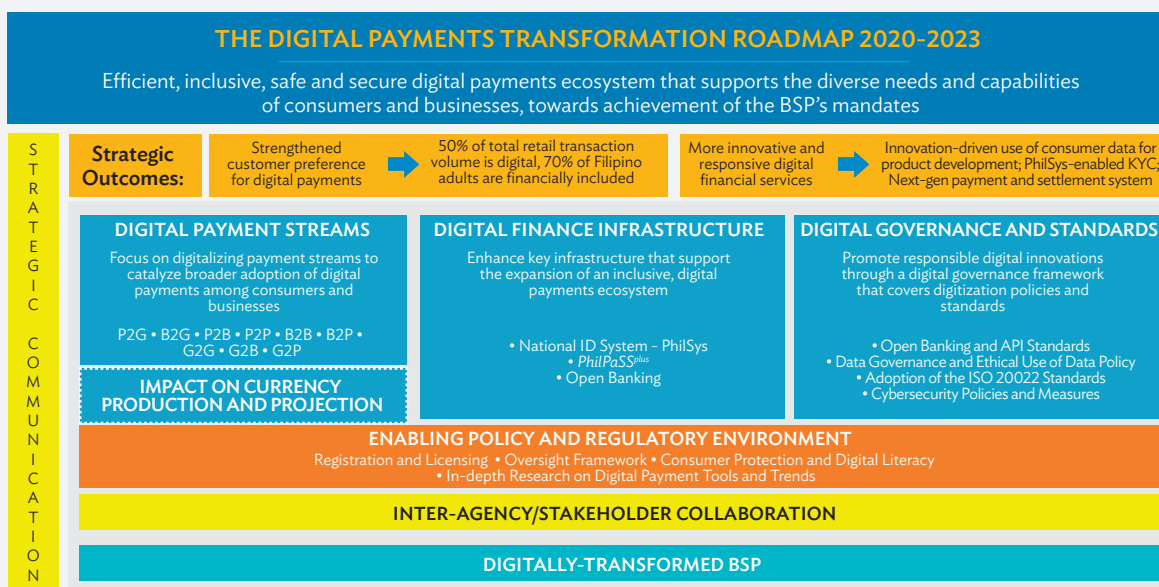 THE DIGITAL PAYMENTS TRANSFORMATION ROADMAP 2020-2023
Efficient, inclusive, safe and secure digital payments ecosystem that supports the diverse needs and capabilities
of consumers and businesses, towards achievement of the BSP's mandates
STRATEGIC COMMUNICATION
Strategic
Outcomes:
Strengthened
customer preference
for digital payments
50% of total retail transaction
volume is digital, 70% of Filipino
adults are financially included
More innovative and
responsive digital
financial services
Innovation-driven use of consumer data for
product development; PhilSys-enabled KYC;
Next-gen payment and settlement system
DIGITAL PAYMENT STREAMS
Focus on digitalizing payment streams to
catalyze broader adoption of digital
payments among consumers and
businesses
P2G • B2G • P2B • P2P • B2B • B2P •
G2G • G2B • G2P
IMPACT ON CURRENCY
PRODUCTION AND PROJECTION
DIGITAL FINANCE INFRASTRUCTURE
Enhance key infrastructure that support
the expansion of an inclusive, digital
payments ecosystem
• National ID System - PhilSys
• PhilPaSSplus
• Open Banking
DIGITAL GOVERNANCE AND STANDARDS
Promote responsible digital innovations
through a digital governance framework
that covers digitization policies and
standards
• Open Banking and API Standards
• Data Governance and Ethical Use of Data Policy
• Adoption of the ISO 20022 Standards
• Cybersecurity Policies and Measures
ENABLING POLICY AND REGULATORY ENVIRONMENT
Registration and Licensing • Oversight Framework • Consumer Protection and Digital Literacy
• In-depth Research on Digital Payment Tools and Trends
INTER-AGENCY/STAKEHOLDER COLLABORATION
DIGITALLY-TRANSFORMED BSP